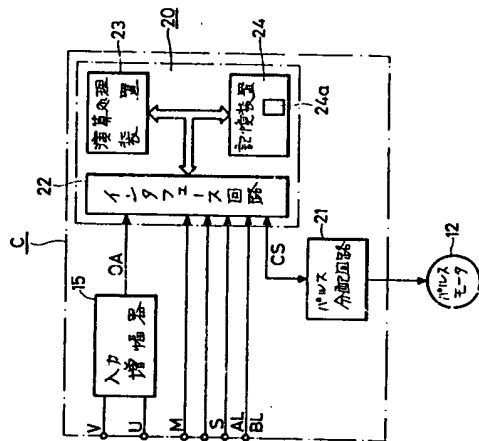 C
20
23
演算処理
装置
24
記憶装置
24a
22
インタフェース回路
15
入力
増幅器
OA
V
U
M
S
AL
BL
CS
21
パルス
分配回路
12
パルス
モータ